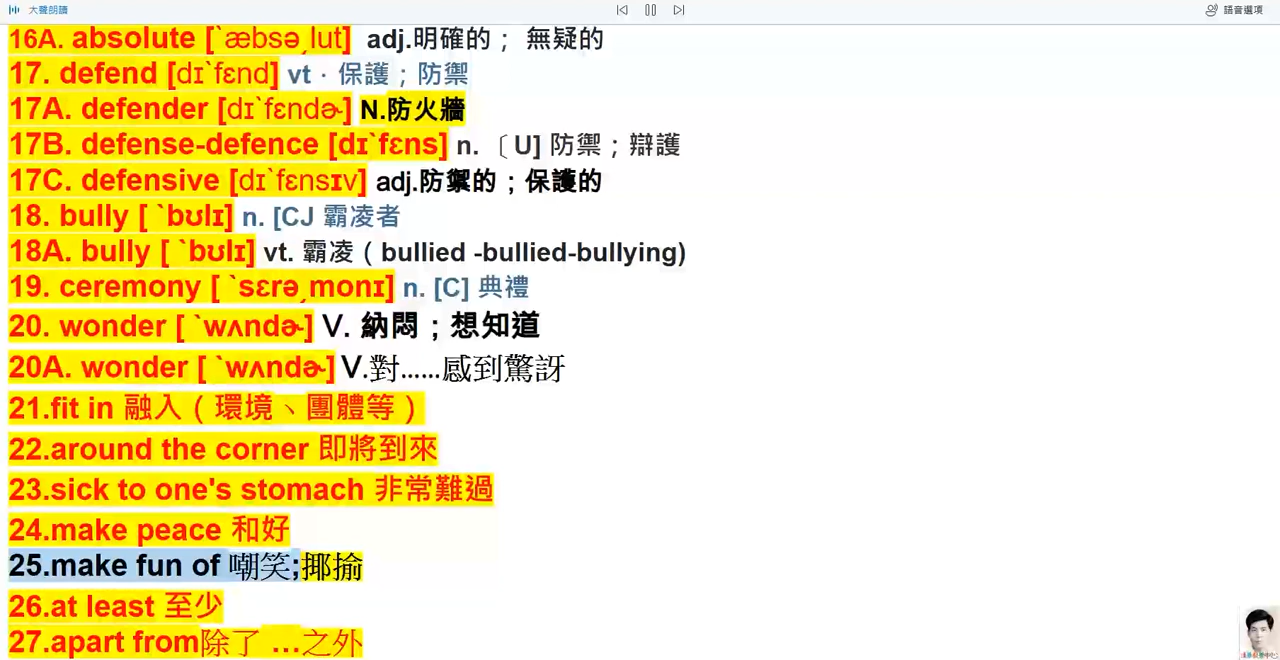 大聲朗讀
語音選項
16A. absolute [ˋæbsəˏlut] adj.明確的； 無疑的
17. defend [dɪˋfɛnd] vt．保護；防禦
17A. defender [dɪˋfɛndɚ] N.防火牆
17B. defense-defence [dɪˋfɛns] n. 〔U] 防禦；辯護
17C. defensive [dɪˋfɛnsɪv] adj.防禦的；保護的
18. bully [ ˋbʊlɪ] n. [CJ 霸凌者
18A. bully [ ˋbʊlɪ] vt. 霸凌（bullied -bullied-bullying)
19. ceremony [ ˋsɛrəˏmonɪ] n. [C] 典禮
20. wonder [ ˋwʌndɚ] V. 納悶；想知道
20A. wonder [ ˋwʌndɚ] V.對……感到驚訝
21.fit in 融入（環境、團體等）
22.around the corner 即將到來
23.sick to one's stomach 非常難過
24.make peace 和好
25.make fun of 嘲笑;揶揄
26.at least 至少
27.apart from除了 …之外